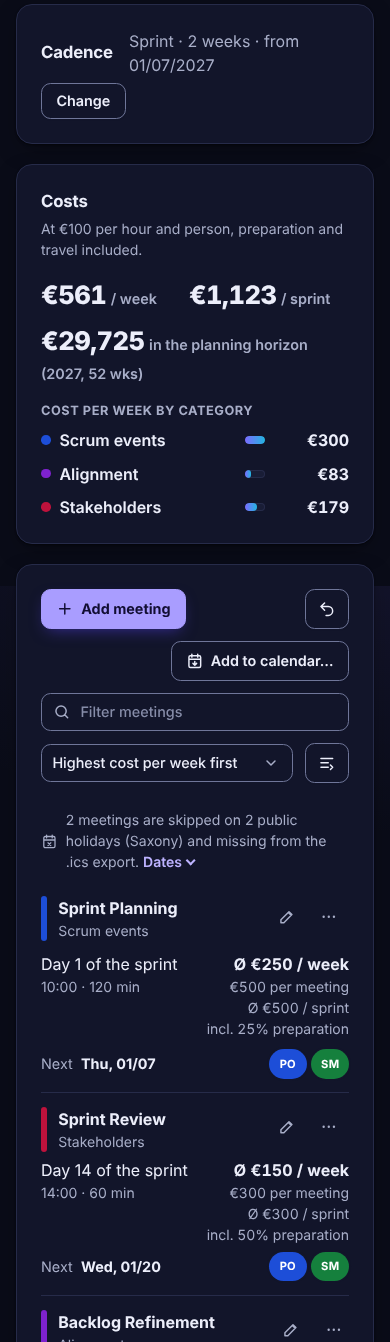 Cadence
Sprint · 2 weeks · from
01/07/2027
Change
Costs
At €100 per hour and person, preparation and
travel included.
€561 / week €1,123 / sprint
€29,725 in the planning horizon
(2027, 52 wks)
COST PER WEEK BY CATEGORY
Scrum events €300
Alignment €83
Stakeholders €179
+ Add meeting
Add to calendar...
Filter meetings
Highest cost per week first
2 meetings are skipped on 2 public
holidays (Saxony) and missing from the
.ics export. Dates
Sprint Planning
Scrum events
Day 1 of the sprint Ø €250 / week
10:00 · 120 min €500 per meeting
Ø €500 / sprint
incl. 25% preparation
Next Thu, 01/07 PO SM
Sprint Review
Stakeholders
Day 14 of the sprint Ø €150 / week
14:00 · 60 min €300 per meeting
Ø €300 / sprint
incl. 50% preparation
Next Wed, 01/20 PO SM
Backlog Refinement